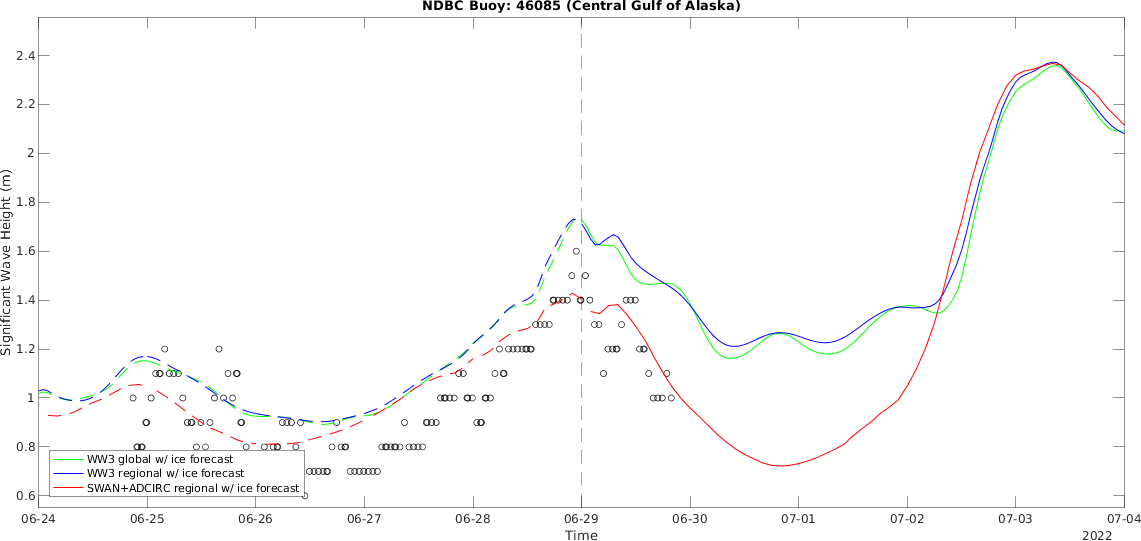 NDBC Buoy: 46085 (Central Gulf of Alaska)
Significant Wave Height (m)
2.4
2.2
2
1.8
1.6
1.4
1.2
1
0.8
0.6
WW3 global w/ ice forecast
WW3 regional w/ ice forecast
SWAN+ADCIRC regional w/ ice forecast
06-24 06-25 06-26 06-27 06-28 06-29 06-30 07-01 07-02 07-03 07-04
Time 2022